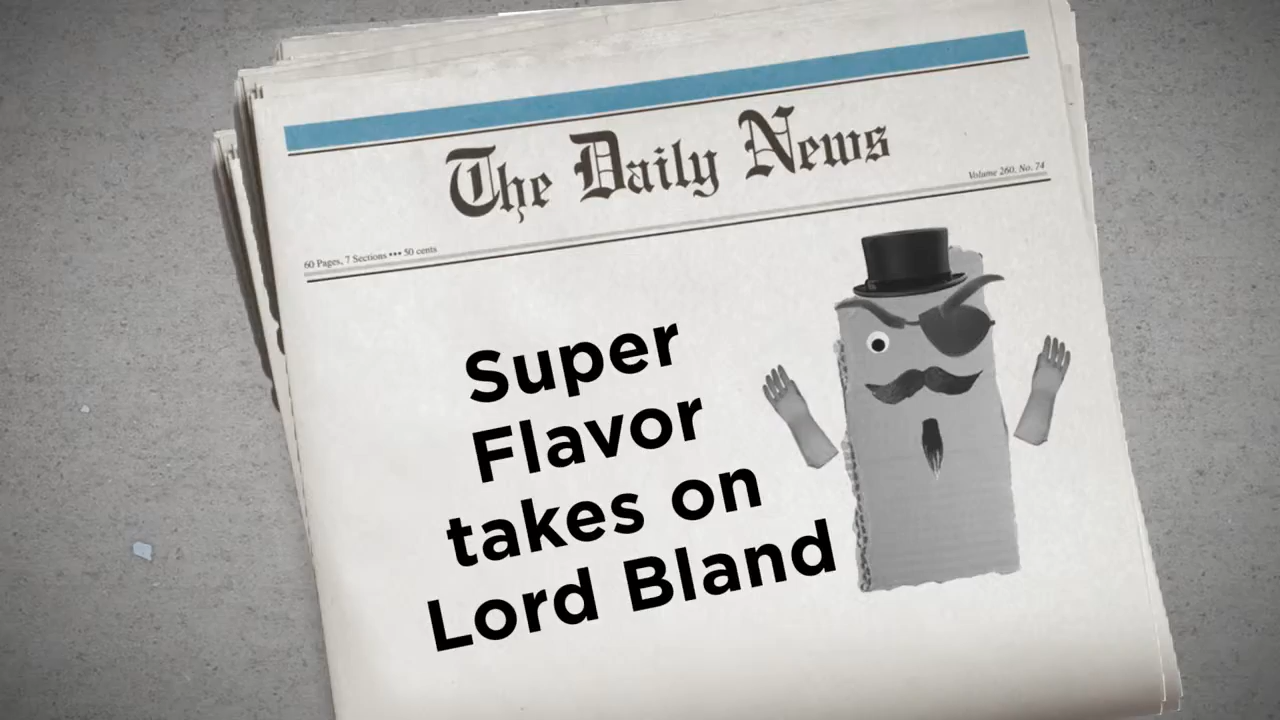 The Daily News
Volume 260, No. 74
60 Pages, 7 Sections ••• 50 cents
Super
Flavor
takes on
Lord Bland